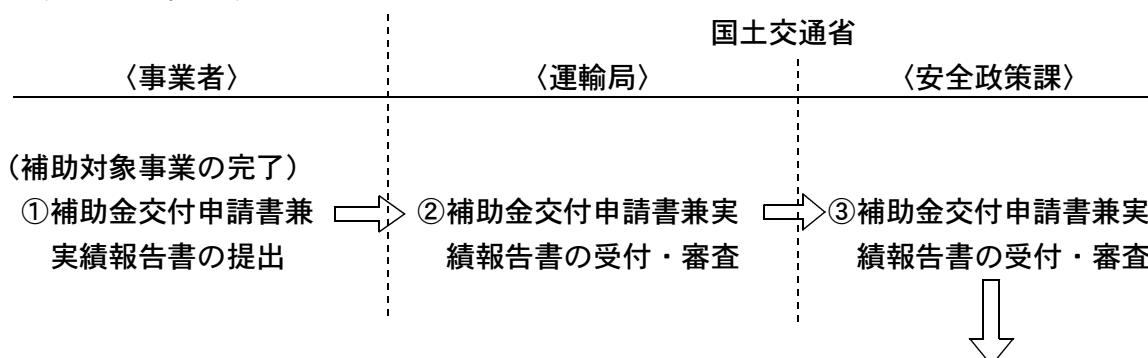 国土交通省
〈事業者〉
〈運輸局〉
〈安全政策課〉
(補助対象事業の完了)
①補助金交付申請書兼
実績報告書の提出
②補助金交付申請書兼実
績報告書の受付・審査
③補助金交付申請書兼実
績報告書の受付・審査